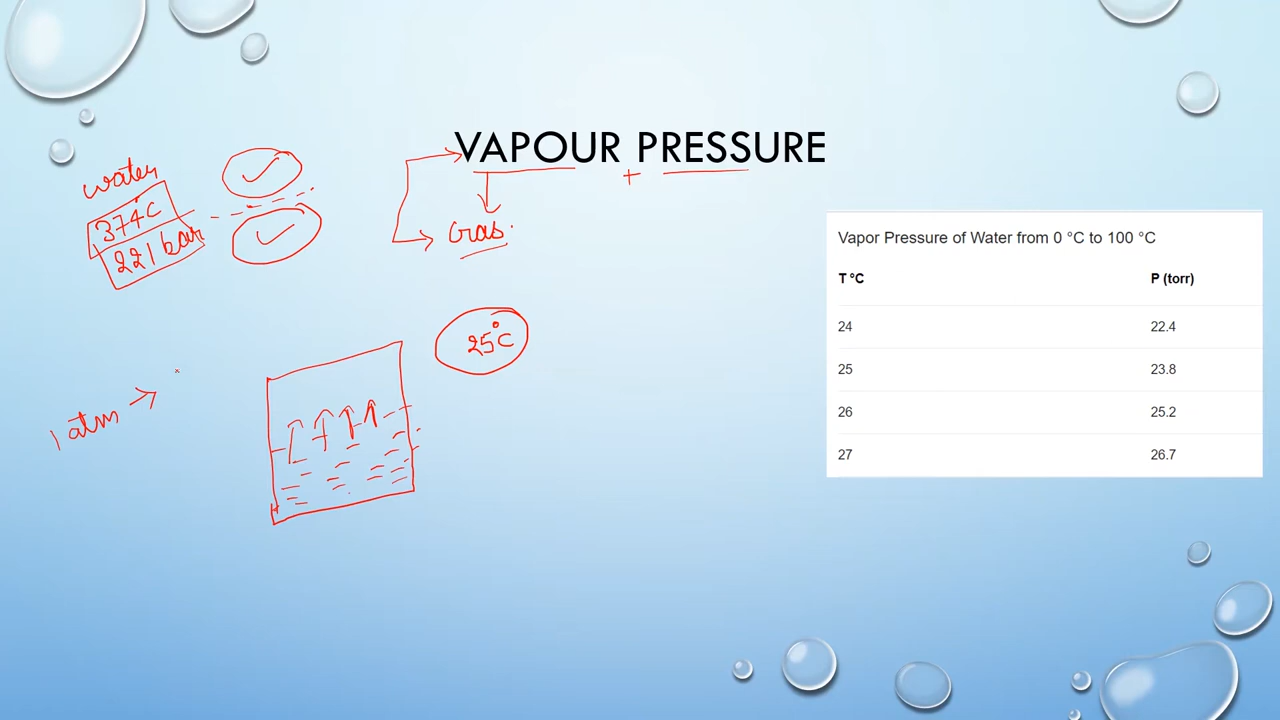 VAPOUR PRESSURE
+
water
374°C
221 bar
Gas.
25°C
1 atm →
Vapor Pressure of Water from 0 °C to 100 °C
T °C P (torr)
24 22.4
25 23.8
26 25.2
27 26.7